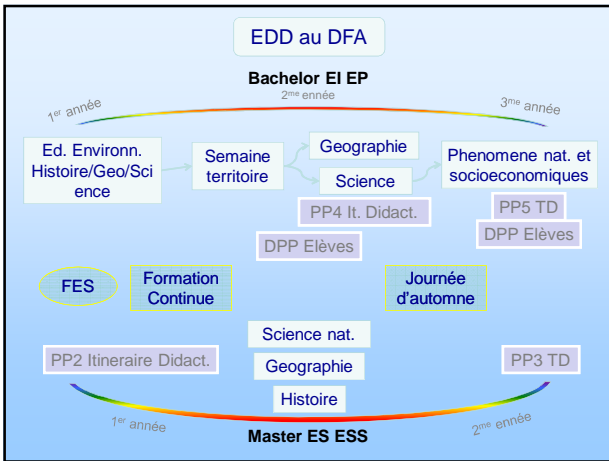 EDD au DFA
Bachelor EI EP
1er année
2me ennée
3me année
Ed. Environn.
Histoire/Geo/Sci
ence
Semaine
territoire
Geographie
Science
Phenomene nat. et
socioeconomiques
PP4 It. Didact.
PP5 TD
DPP Elèves
DPP Elèves
FES
Formation
Continue
Journée
d'automne
Science nat.
PP2 Itineraire Didact.
Geographie
PP3 TD
Histoire
1er année
2me ennée
Master ES ESS